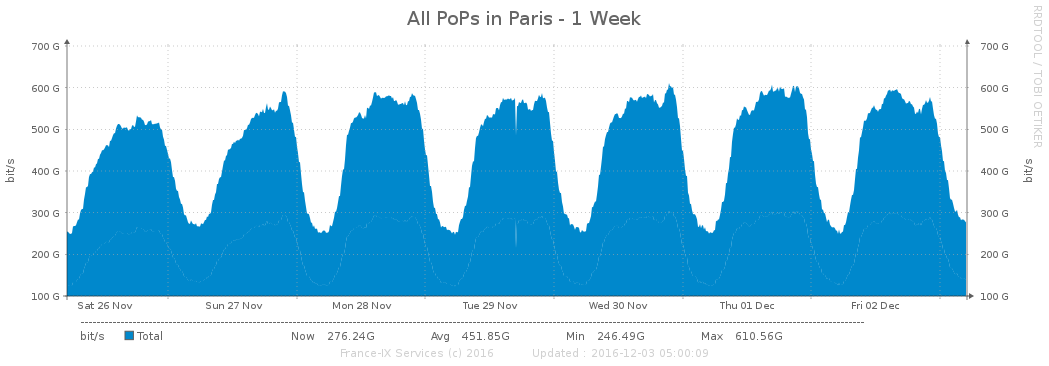 All PoPs in Paris - 1 Week
RRDTOOL / TOBI OETIKER
700 G 700 G
600 G 600 G
500 G 500 G
400 G 400 G
300 G 300 G
200 G 200 G
100 G 100 G
bit/s bit/s
Sat 26 Nov Sun 27 Nov Mon 28 Nov Tue 29 Nov Wed 30 Nov Thu 01 Dec Fri 02 Dec
bit/s Total Now 276.24G Avg 451.85G Min 246.49G Max 610.56G
France-IX Services (c) 2016 Updated : 2016-12-03 05:00:09